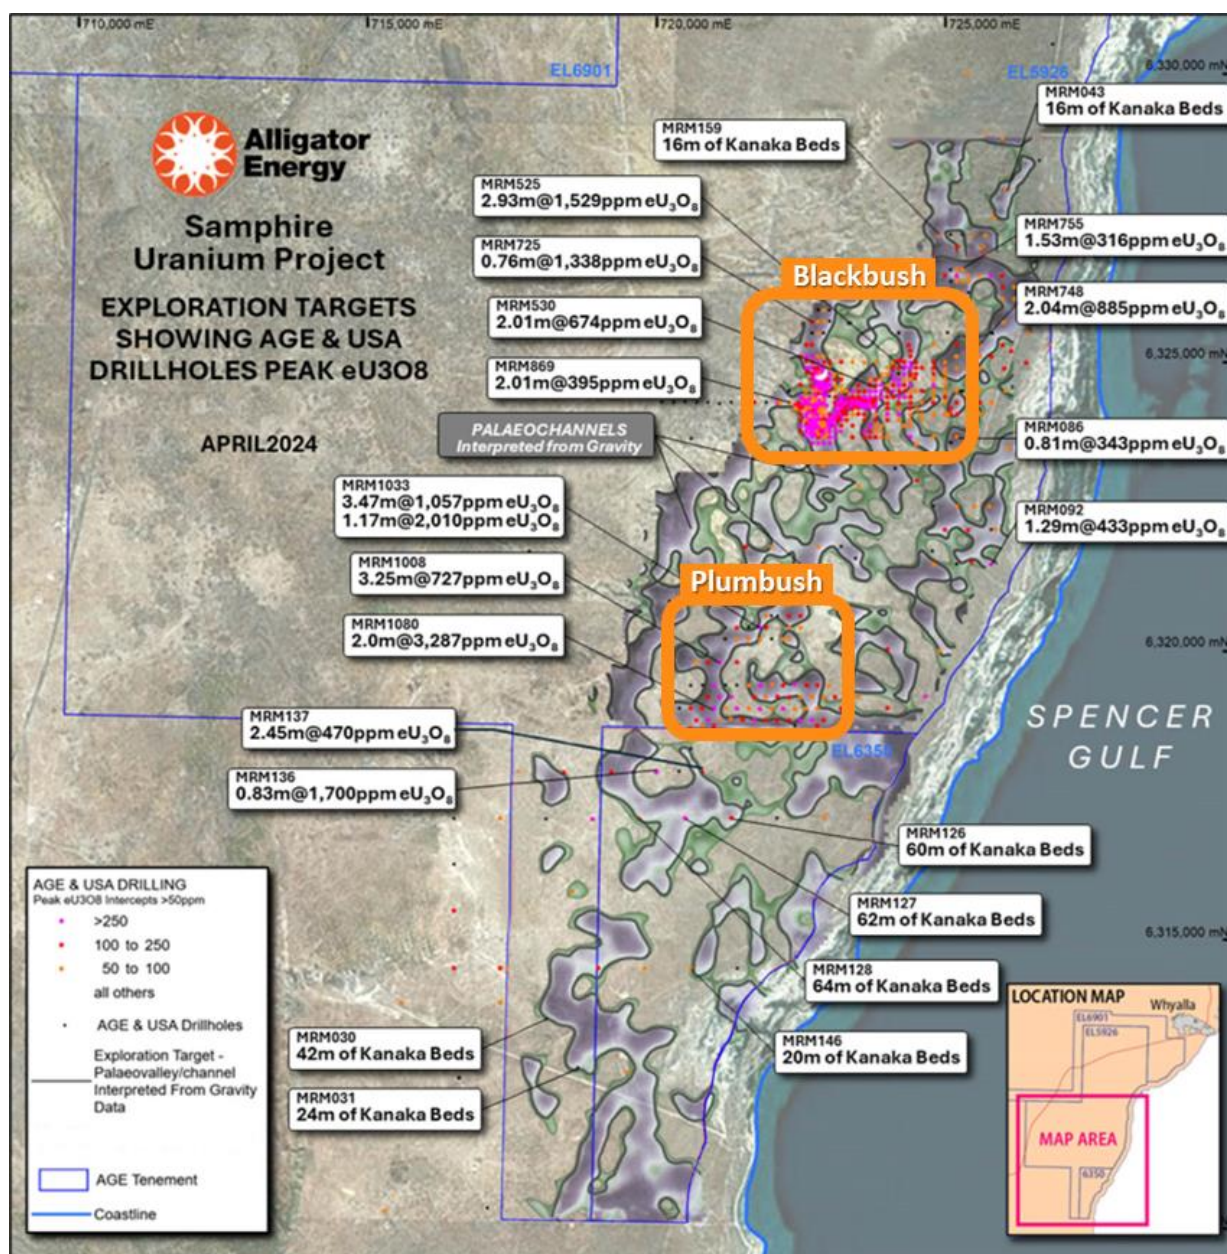 710,000 mE
715,000 mE
720,000 mE
725,000 mE
6,330,000 mN
EL6901
EL5926
MRM043
16m of Kanaka Beds
MRM159
16m of Kanaka Beds
Alligator
Energy
Samphire
Uranium Project
EXPLORATION TARGETS
SHOWING AGE & USA
DRILLHOLES PEAK eU3O8
APRIL2024
MRM525
2.93m@1,529ppm eU₃O₈
MRM725
0.76m@1,338ppm eU₃O₈
MRM530
2.01m@674ppm eU₃O₈
MRM869
2.01m@395ppm eU₃O₈
Blackbush
MRM755
1.53m@316ppm eU₃O₈
MRM748
2.04m@885ppm eU₃O₈
6,325,000 mN
PALAEOCHANNELS
Interpreted from Gravity
MRM086
0.81m@343ppm eU₃O₈
MRM1033
3.47m@1,057ppm eU₃O₈
1.17m@2,010ppm eU₃O₈
MRM092
1.29m@433ppm eU₃O₈
MRM1008
3.25m@727ppm eU₃O₈
Plumbush
MRM1080
2.0m@3,287ppm eU₃O₈
6,320,000 mN
SPENCER
GULF
MRM137
2.45m@470ppm eU₃O₈
EL6350
MRM136
0.83m@1,700ppm eU₃O₈
MRM126
60m of Kanaka Beds
MRM127
62m of Kanaka Beds
6,315,000 mN
MRM128
64m of Kanaka Beds
MRM146
20m of Kanaka Beds
MRM030
42m of Kanaka Beds
MRM031
24m of Kanaka Beds
AGE & USA DRILLING
Peak eU3O8 Intercepts >50ppm
>250
100 to 250
50 to 100
all others
AGE & USA Drillholes
Exploration Target -
Palaeovalley/channel
Interpreted From Gravity
Data
AGE Tenement
Coastline
LOCATION MAP
Whyalla
EL6901
EL5926
MAP AREA
6350